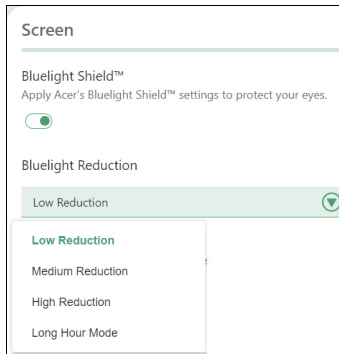 Screen
Bluelight Shield™
Apply Acer's Bluelight Shield™ settings to protect your eyes.
Bluelight Reduction
Low Reduction
Low Reduction
Medium Reduction
High Reduction
Long Hour Mode